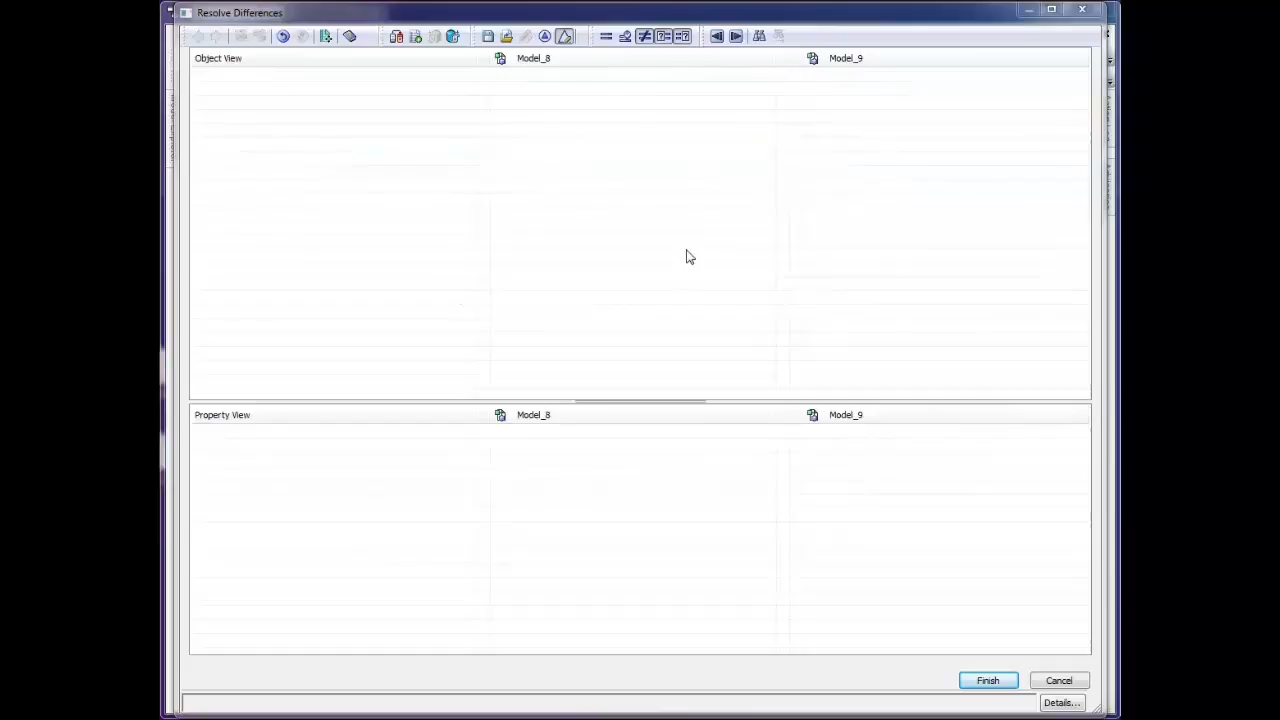 Resolve Differences
Object View Model_8 Model_9
Property View Model_8 Model_9
Finish Cancel
Details...